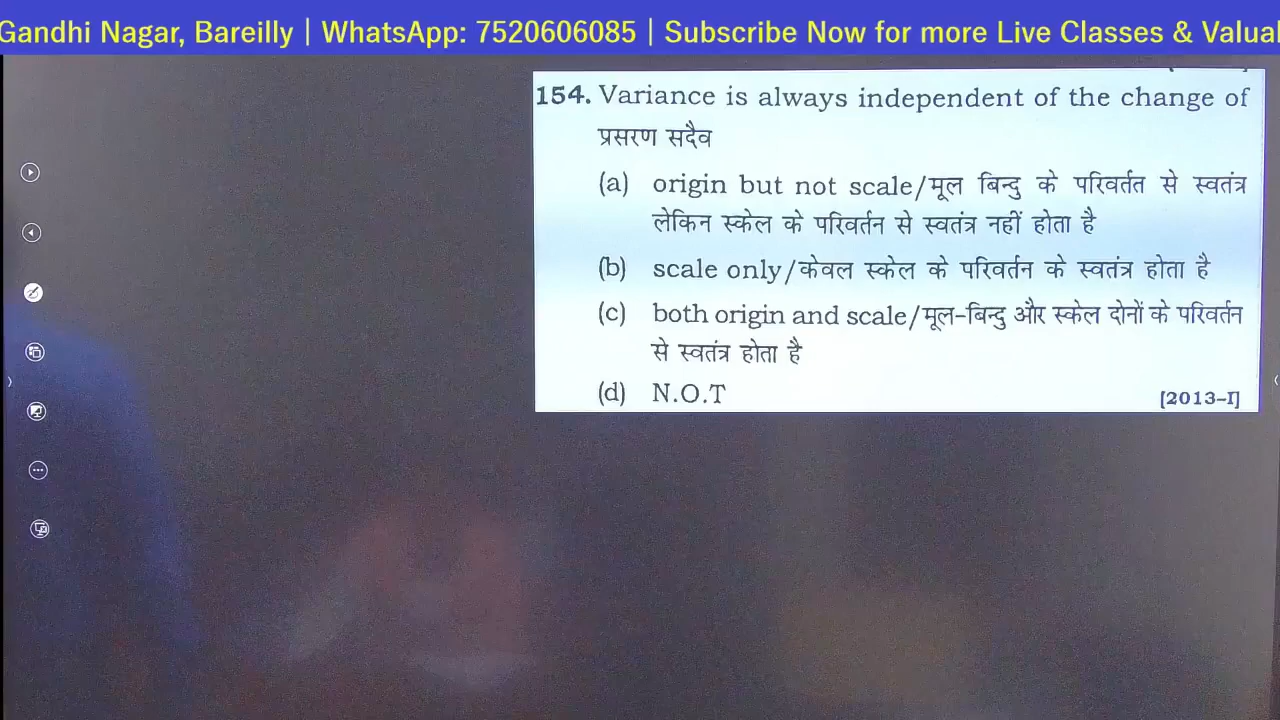 Gandhi Nagar, Bareilly | WhatsApp: 7520606085 | Subscribe Now for more Live Classes &
154. Variance is always independent of the change of
प्रसरण सदैव
(a) origin but not scale/मूल बिन्दु के परिवर्तत से स्वतंत्र
लेकिन स्केल के परिवर्तन से स्वतंत्र नहीं होता है
(b) scale only/केवल स्केल के परिवर्तन के स्वतंत्र होता है
(c) both origin and scale/मूल-बिन्दु और स्केल दोनों के परिवर्तन
से स्वतंत्र होता है
(d) N.O.T
[2013-I]